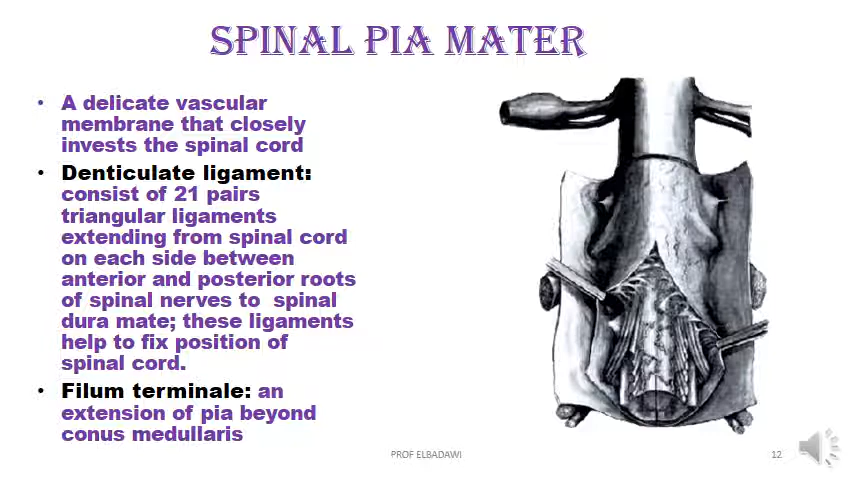 SPINAL PIA MATER
• A delicate vascular
membrane that closely
invests the spinal cord
• Denticulate ligament:
consist of 21 pairs
triangular ligaments
extending from spinal cord
on each side between
anterior and posterior roots
of spinal nerves to spinal
dura mate; these ligaments
help to fix position of
spinal cord.
• Filum terminale: an
extension of pia beyond
conus medullaris
PROF ELBADAWI
12